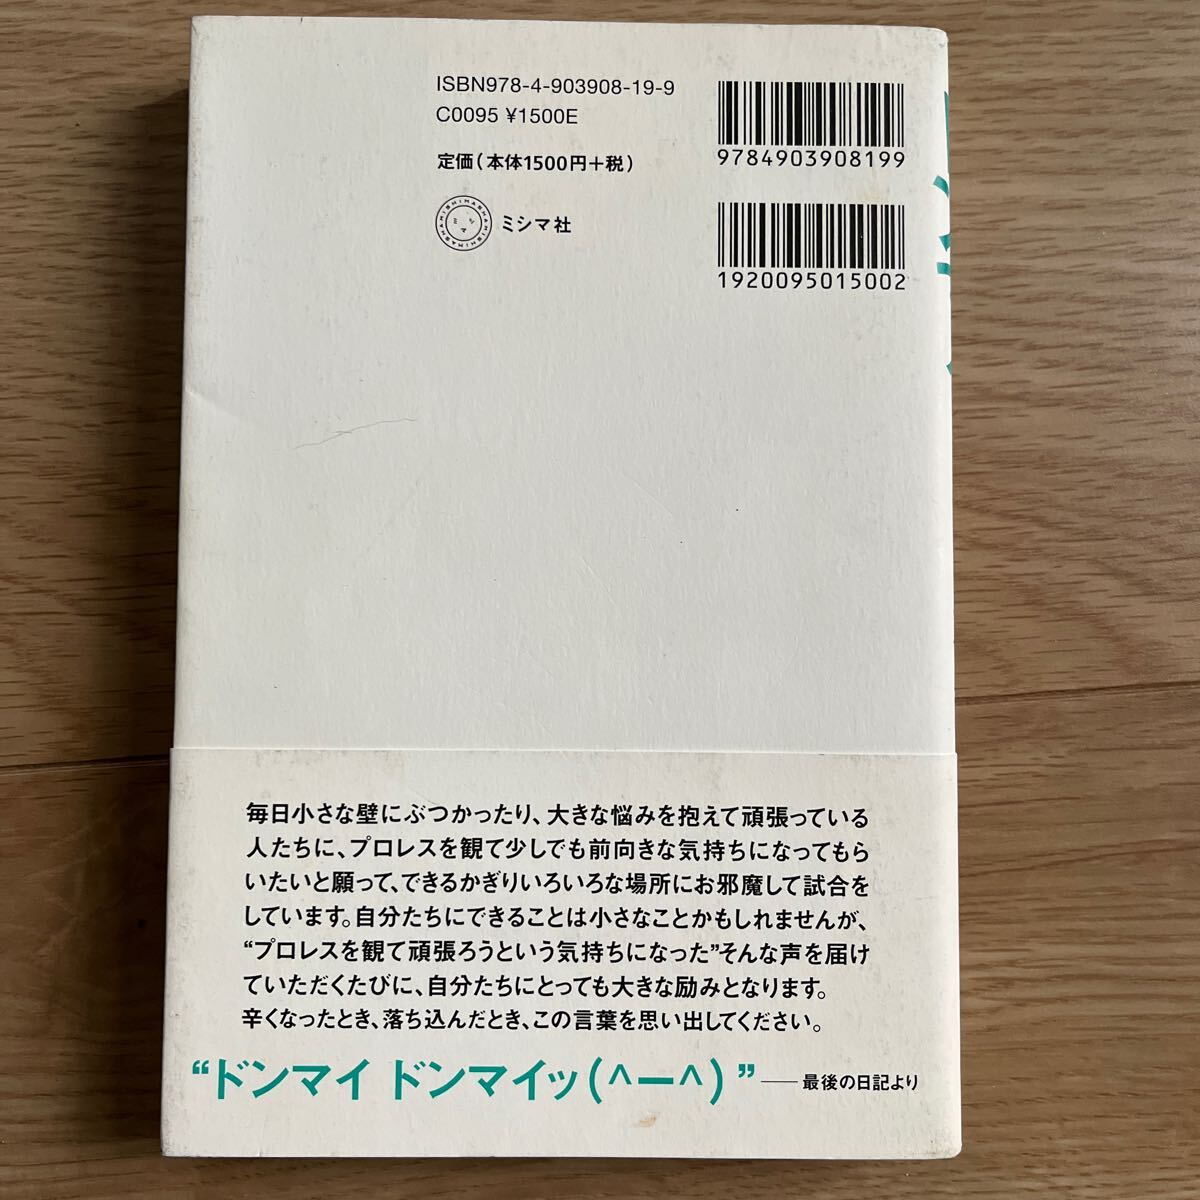 ISBN978-4-903908-19-9
C0095 ¥1500E
定価(本体1500円+税)
ミシマ社
9784903908199
1920095015002
毎日小さな壁にぶつかったり、大きな悩みを抱えて頑張っている
人たちに、プロレスを観て少しでも前向きな気持ちになってもら
いたいと願って、できるかぎりいろいろな場所にお邪魔して試合を
しています。自分たちにできることは小さなことかもしれませんが、
“プロレスを観て頑張ろうという気持ちになった”そんな声を届け
ていただくたびに、自分たちにとっても大きな励みとなります。
辛くなったとき、落ち込んだとき、この言葉を思い出してください。
“ドンマイ ドンマイッ(^ー^)”――最後の日記より